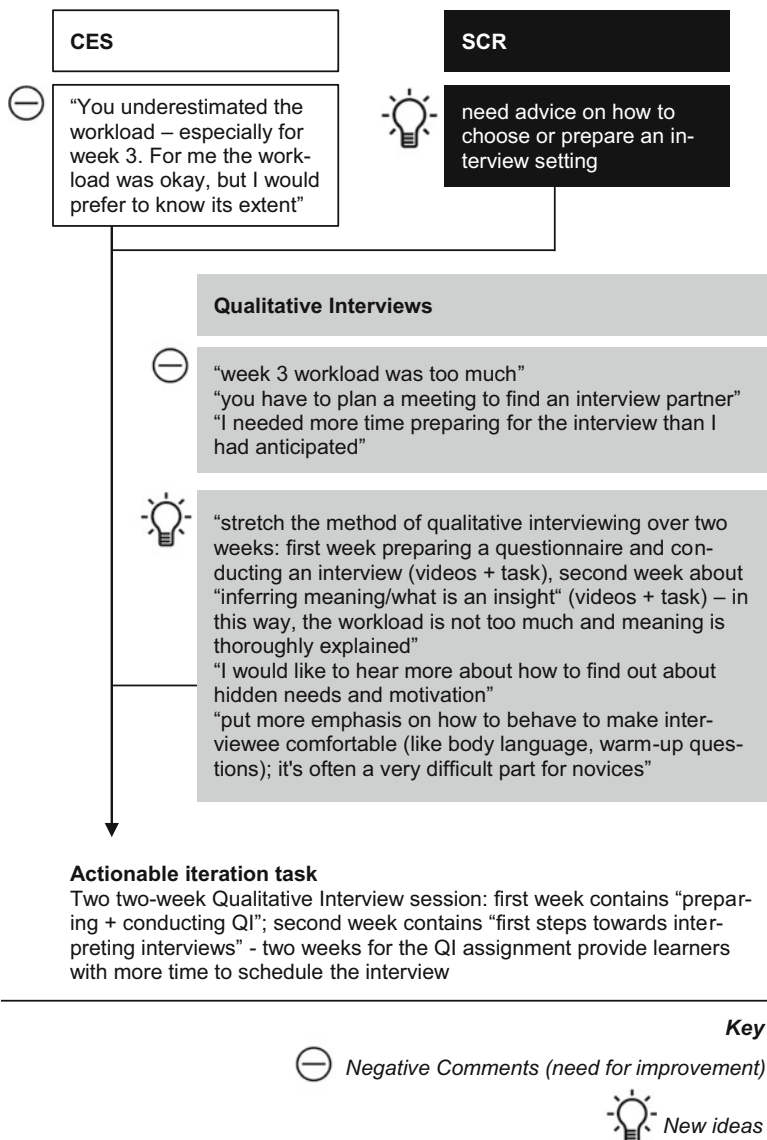 CES
“You underestimated the
workload – especially for
week 3. For me the work-
load was okay, but I would
prefer to know its extent”
SCR
need advice on how to
choose or prepare an in-
terview setting
Qualitative Interviews
“week 3 workload was too much”
“you have to plan a meeting to find an interview partner”
“I needed more time preparing for the interview than I
had anticipated”
“stretch the method of qualitative interviewing over two
weeks: first week preparing a questionnaire and con-
ducting an interview (videos + task), second week about
“inferring meaning/what is an insight“ (videos + task) – in
this way, the workload is not too much and meaning is
thoroughly explained”
“I would like to hear more about how to find out about
hidden needs and motivation”
“put more emphasis on how to behave to make inter-
viewee comfortable (like body language, warm-up ques-
tions); it's often a very difficult part for novices”
Actionable iteration task
Two two-week Qualitative Interview session: first week contains “prepar-
ing + conducting QI”; second week contains “first steps towards inter-
preting interviews” - two weeks for the QI assignment provide learners
with more time to schedule the interview
Key
Negative Comments (need for improvement)
New ideas